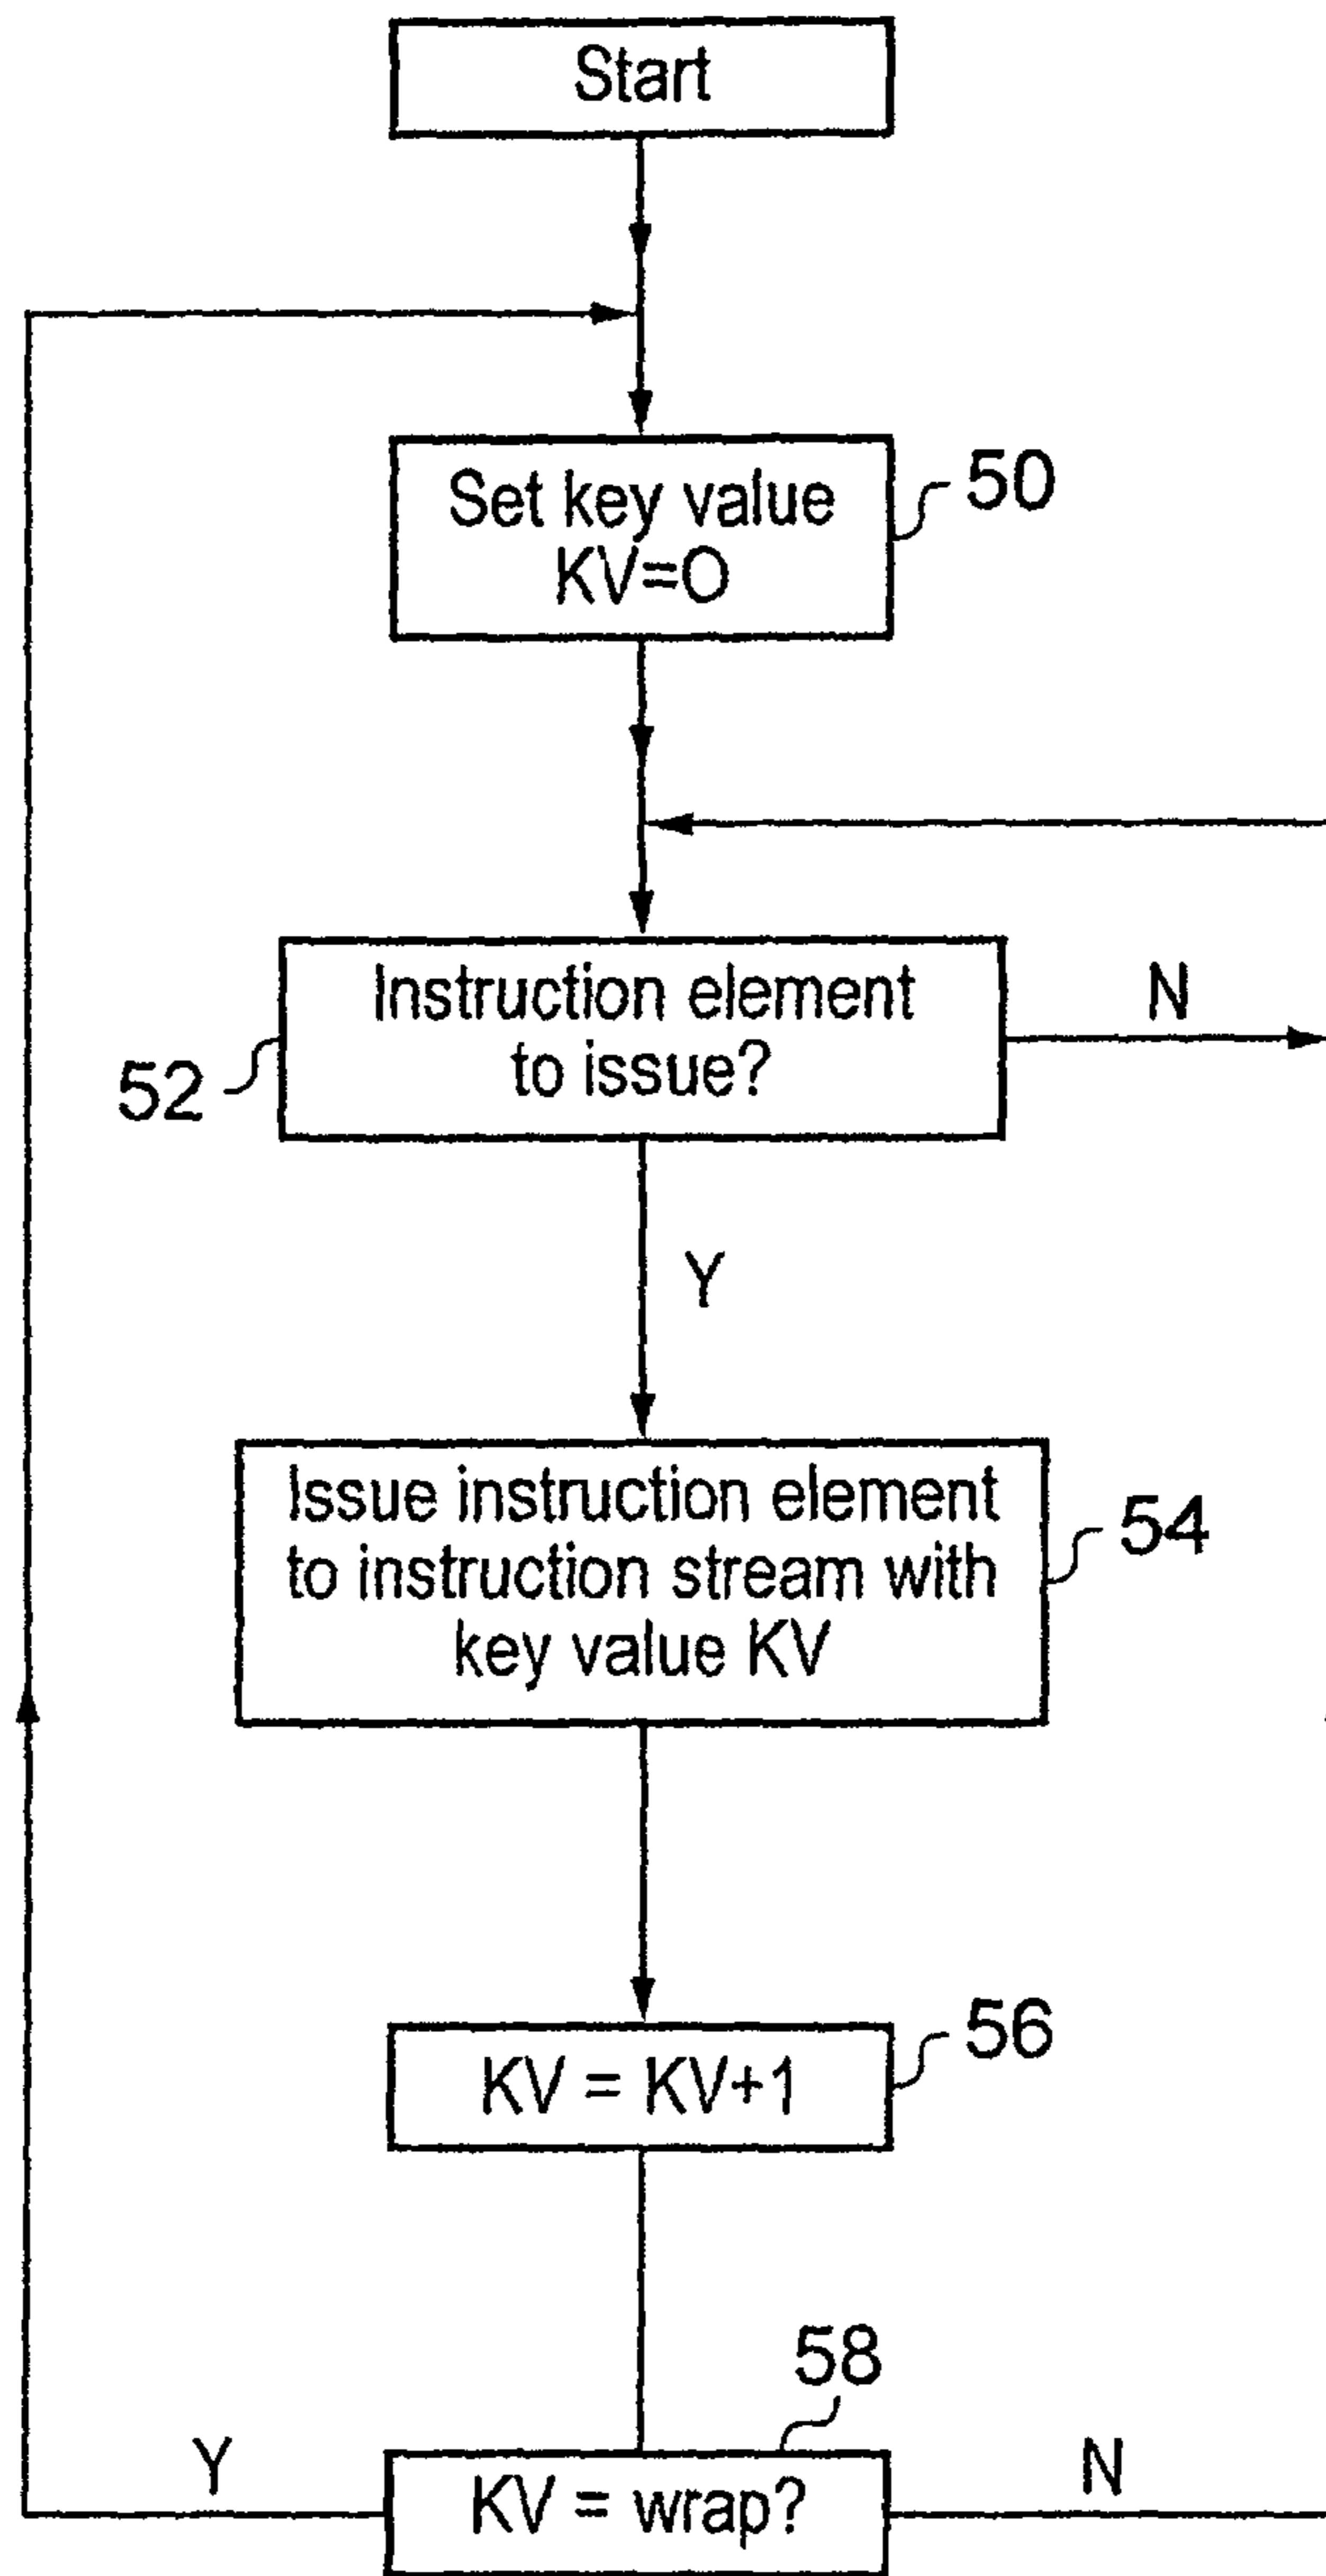 Start
Set key value
KV=O
50
Instruction element
to issue?
N
52
Y
Issue instruction element
to instruction stream with
key value KV
54
KV = KV+1
56
58
Y
KV = wrap?
N